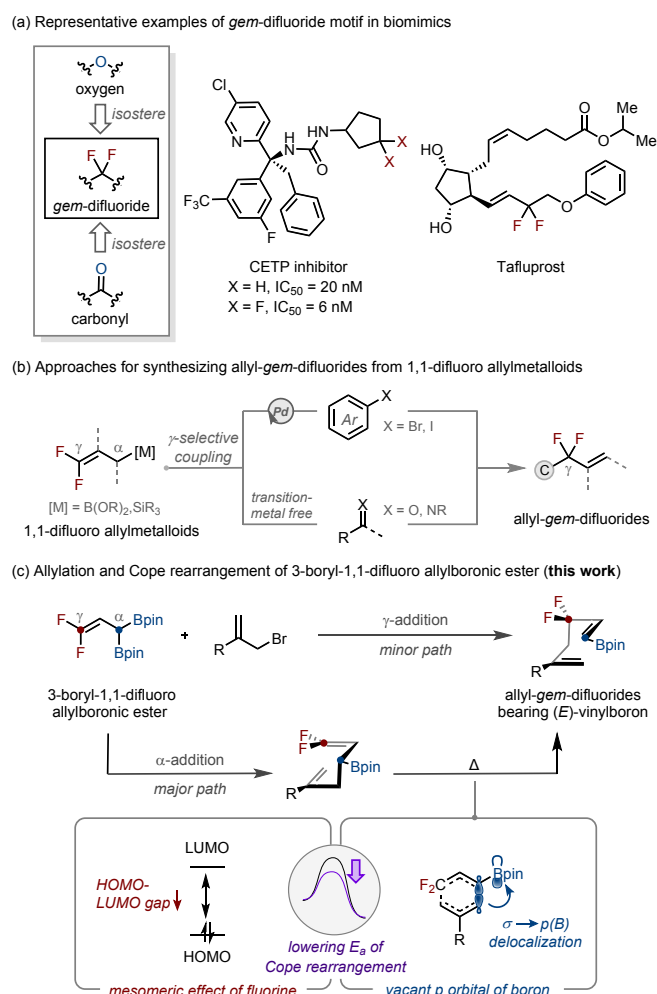 (a) Representative examples of gem-difluoride motif in biomimics
O
oxygen
isostere
F F
gem-difluoride
isostere
O
carbonyl
Cl
N
H
N
HN
O
X
X
F3C
F
CETP inhibitor
X = H, IC50 = 20 nM
X = F, IC50 = 6 nM
O
Me
O
Me
HO
O
HO
F F
Tafluprost
(b) Approaches for synthesizing allyl-gem-difluorides from 1,1-difluoro allylmetalloids
F γ α [M]
F
[M] = B(OR)2,SiR3
1,1-difluoro allylmetalloids
γ-selective
coupling
Pd
Ar
X
X = Br, I
transition-
metal free
X
R
X = O, NR
F F
C
γ
allyl-gem-difluorides
(c) Allylation and Cope rearrangement of 3-boryl-1,1-difluoro allylboronic ester (this work)
F γ α Bpin
F Bpin
3-boryl-1,1-difluoro
allylboronic ester
+
R Br
γ-addition
minor path
F
F
Bpin
R
allyl-gem-difluorides
bearing (E)-vinylboron
α-addition
major path
F
F
Bpin
R
Δ
LUMO
HOMO-
LUMO gap
HOMO
mesomeric effect of fluorine
lowering Ea of
Cope rearrangement
F2C
Bpin
R
σ → p(B)
delocalization
vacant p orbital of boron